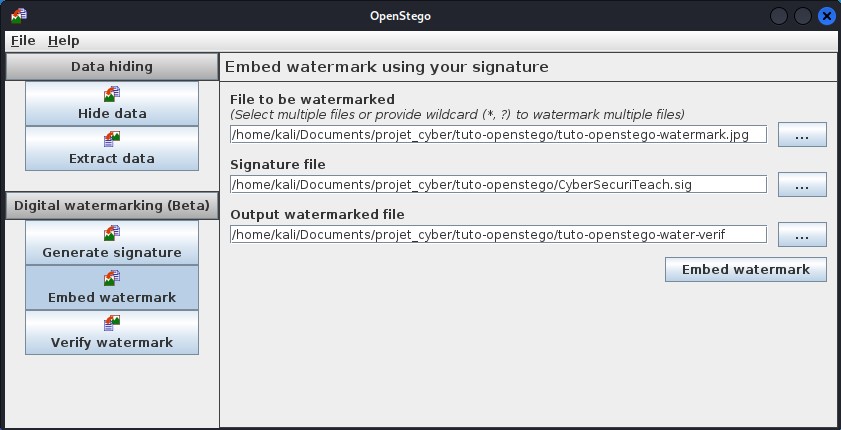 OpenStego
File Help
Data hiding
Hide data
Extract data
Digital watermarking (Beta)
Generate signature
Embed watermark
Verify watermark
Embed watermark using your signature
File to be watermarked
(Select multiple files or provide wildcard (*, ?) to watermark multiple files)
/home/kali/Documents/projet_cyber/tuto-openstego/tuto-openstego-watermark.jpg ...
Signature file
/home/kali/Documents/projet_cyber/tuto-openstego/CyberSecuriTeach.sig ...
Output watermarked file
/home/kali/Documents/projet_cyber/tuto-openstego/tuto-openstego-water-verif ...
Embed watermark